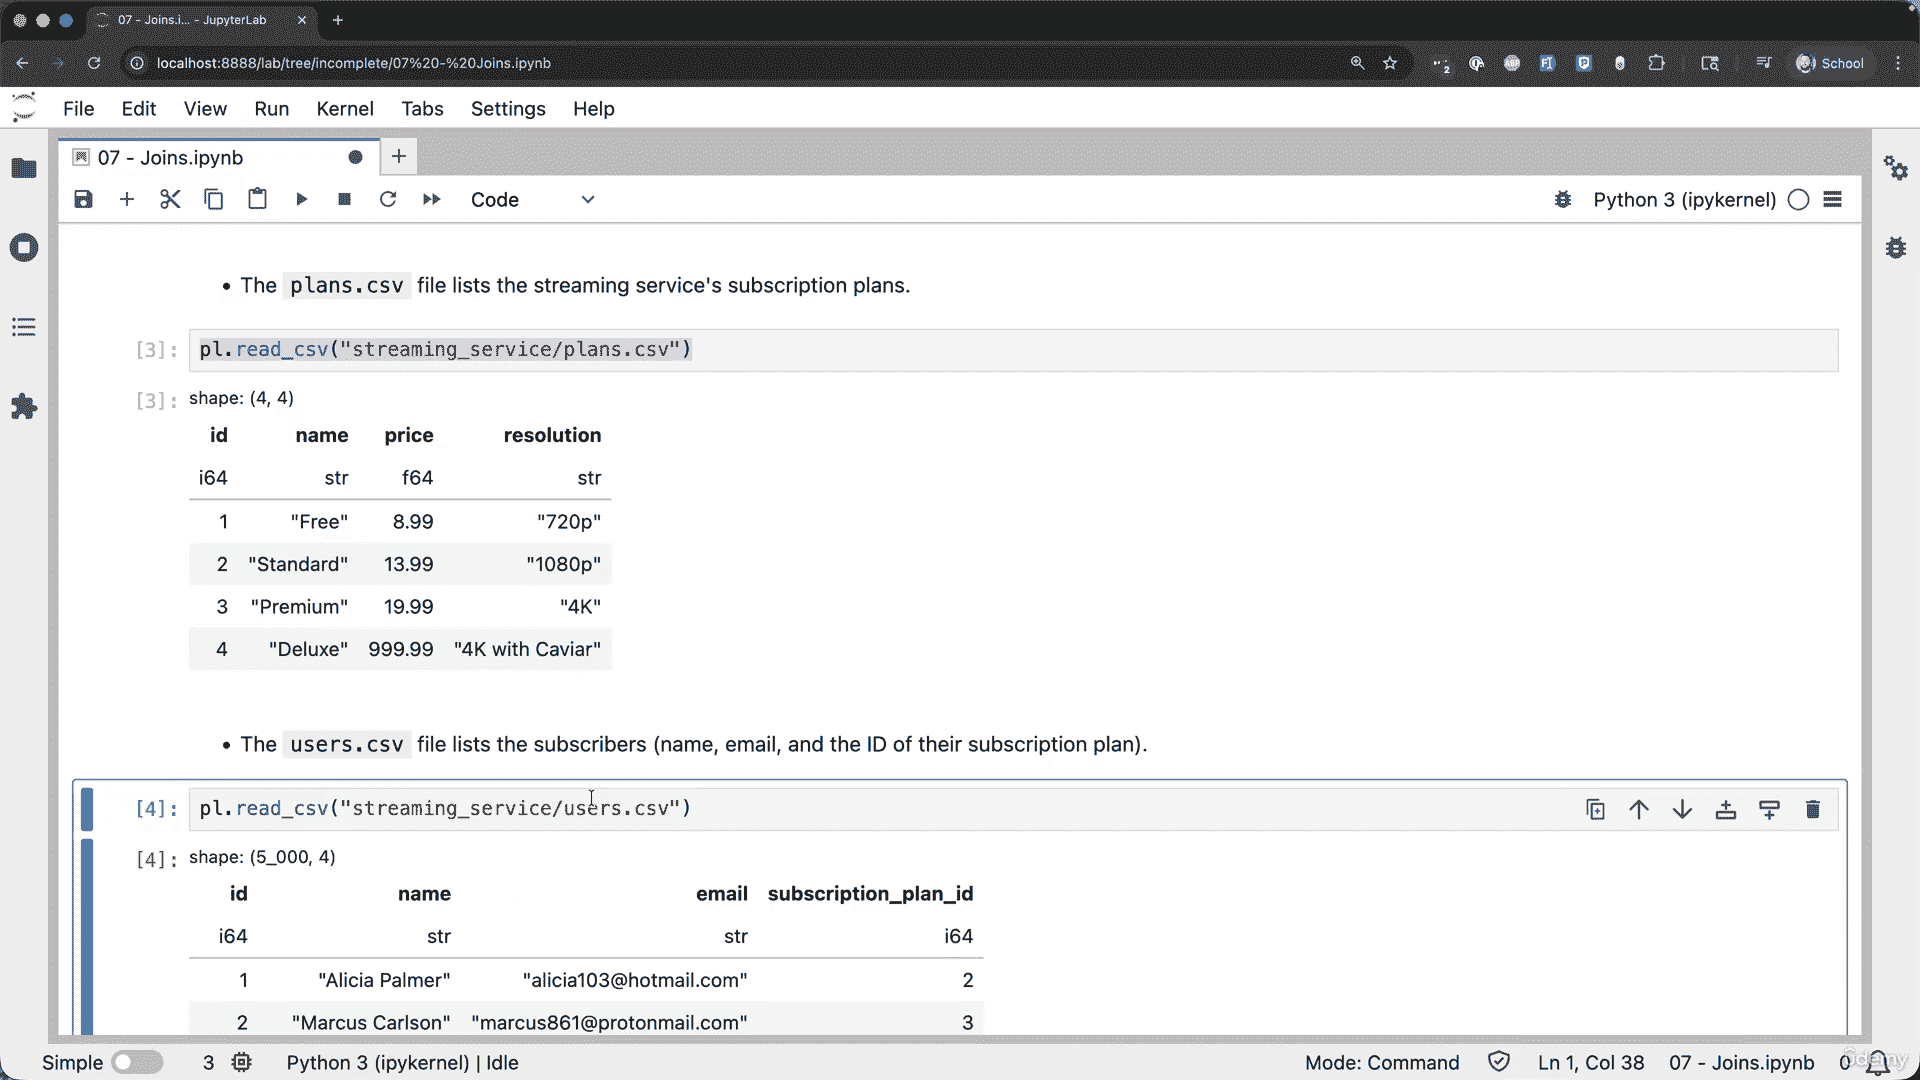 07 - Joins.i... - JupyterLab
localhost:8888/lab/tree/incomplete/07%20-%20Joins.ipynb
2
School
File Edit View Run Kernel Tabs Settings Help
07 - Joins.ipynb
Code
Python 3 (ipykernel)
• The plans.csv file lists the streaming service's subscription plans.
[3]: pl.read_csv("streaming_service/plans.csv")
[3]: shape: (4, 4)
id name price resolution
i64 str f64 str
1 "Free" 8.99 "720p"
2 "Standard" 13.99 "1080p"
3 "Premium" 19.99 "4K"
4 "Deluxe" 999.99 "4K with Caviar"
• The users.csv file lists the subscribers (name, email, and the ID of their subscription plan).
[4]: pl.read_csv("streaming_service/users.csv")
[4]: shape: (5_000, 4)
id name email subscription_plan_id
i64 str str i64
1 "Alicia Palmer" "alicia103@hotmail.com" 2
2 "Marcus Carlson" "marcus861@protonmail.com" 3
Simple 3 Python 3 (ipykernel) | Idle Mode: Command Ln 1, Col 38 07 - Joins.ipynb 0
Udemy